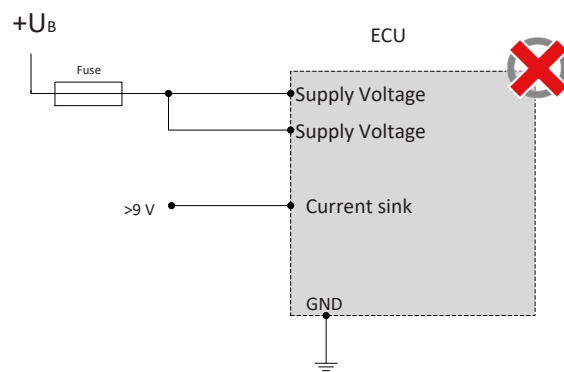 +UB
ECU
Fuse
Supply Voltage
Supply Voltage
>9 V
Current sink
GND